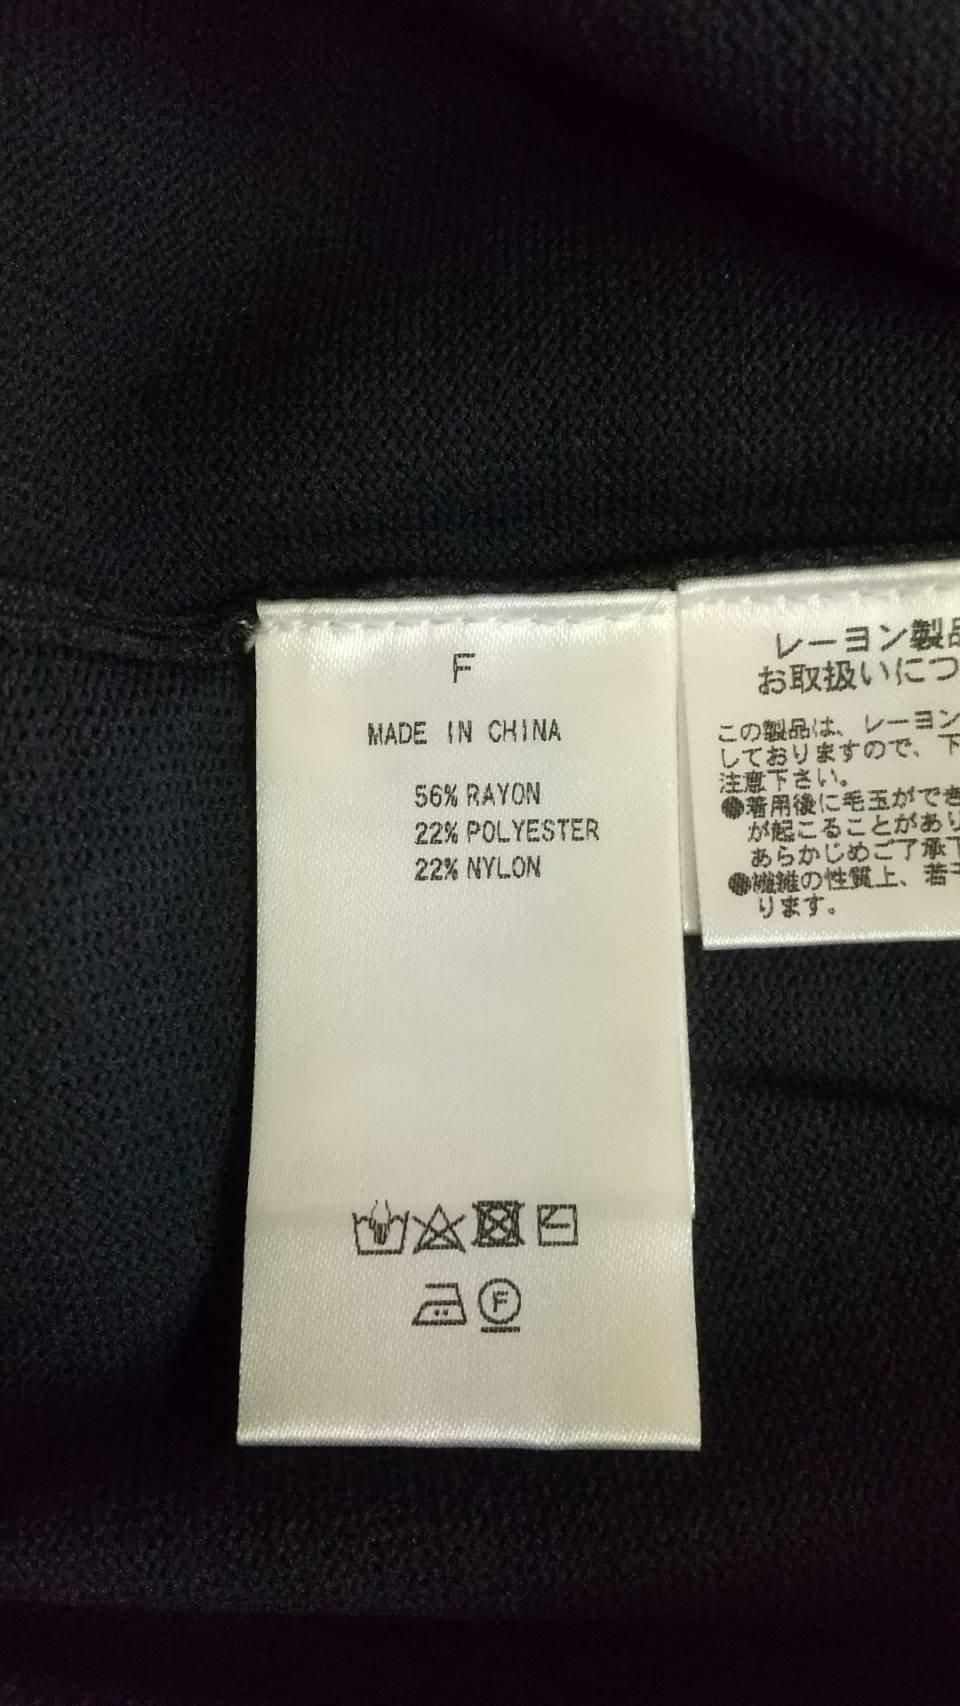 F
MADE IN CHINA
56% RAYON
22% POLYESTER
22% NYLON
F
レーヨン製品
お取扱いにつ
この製品は、レーヨン
しておりますので、下
注意下さい。
●着用後に毛玉ができ
が起こることがあり
あらかじめご了承下
●繊維の性質上、若干
ります。